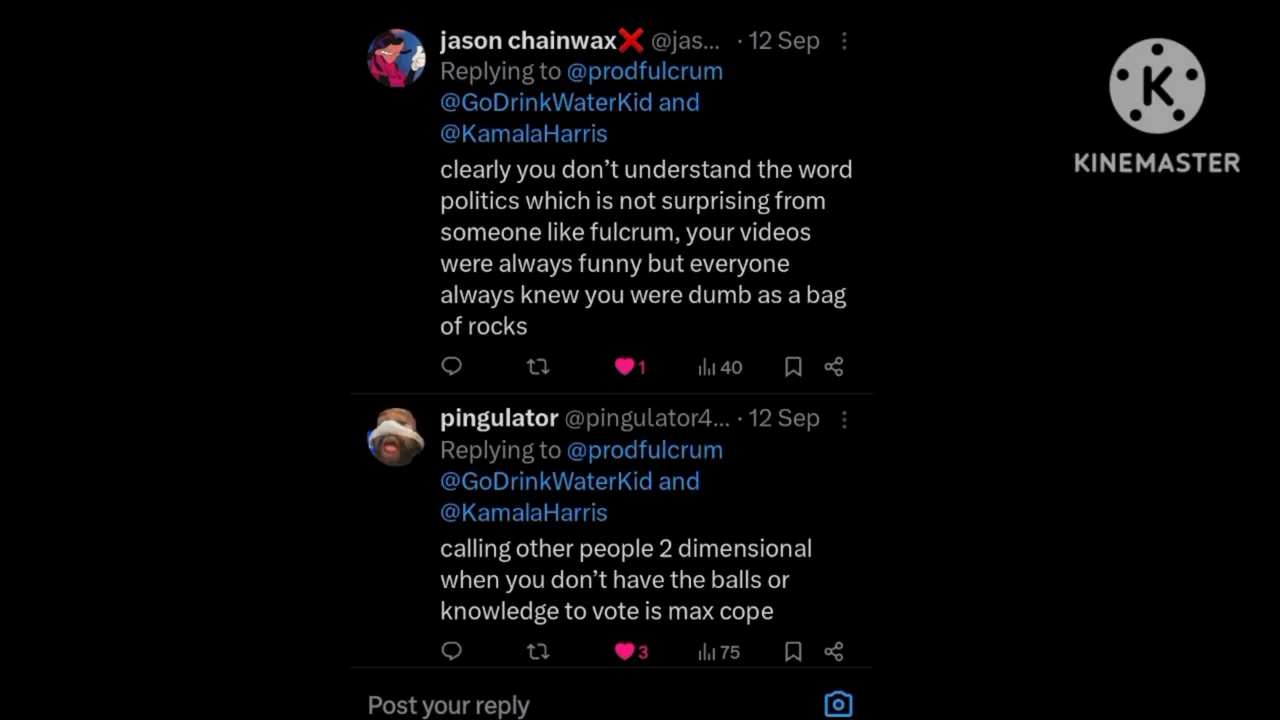 jason chainwax❌ @jas... · 12 Sep
Replying to @prodfulcrum
@GoDrinkWaterKid and
@KamalaHarris
clearly you don’t understand the word
politics which is not surprising from
someone like fulcrum, your videos
were always funny but everyone
always knew you were dumb as a bag
of rocks
1 40
pingulator @pingulator4... · 12 Sep
Replying to @prodfulcrum
@GoDrinkWaterKid and
@KamalaHarris
calling other people 2 dimensional
when you don’t have the balls or
knowledge to vote is max cope
3 75
Post your reply
K
KINEMASTER